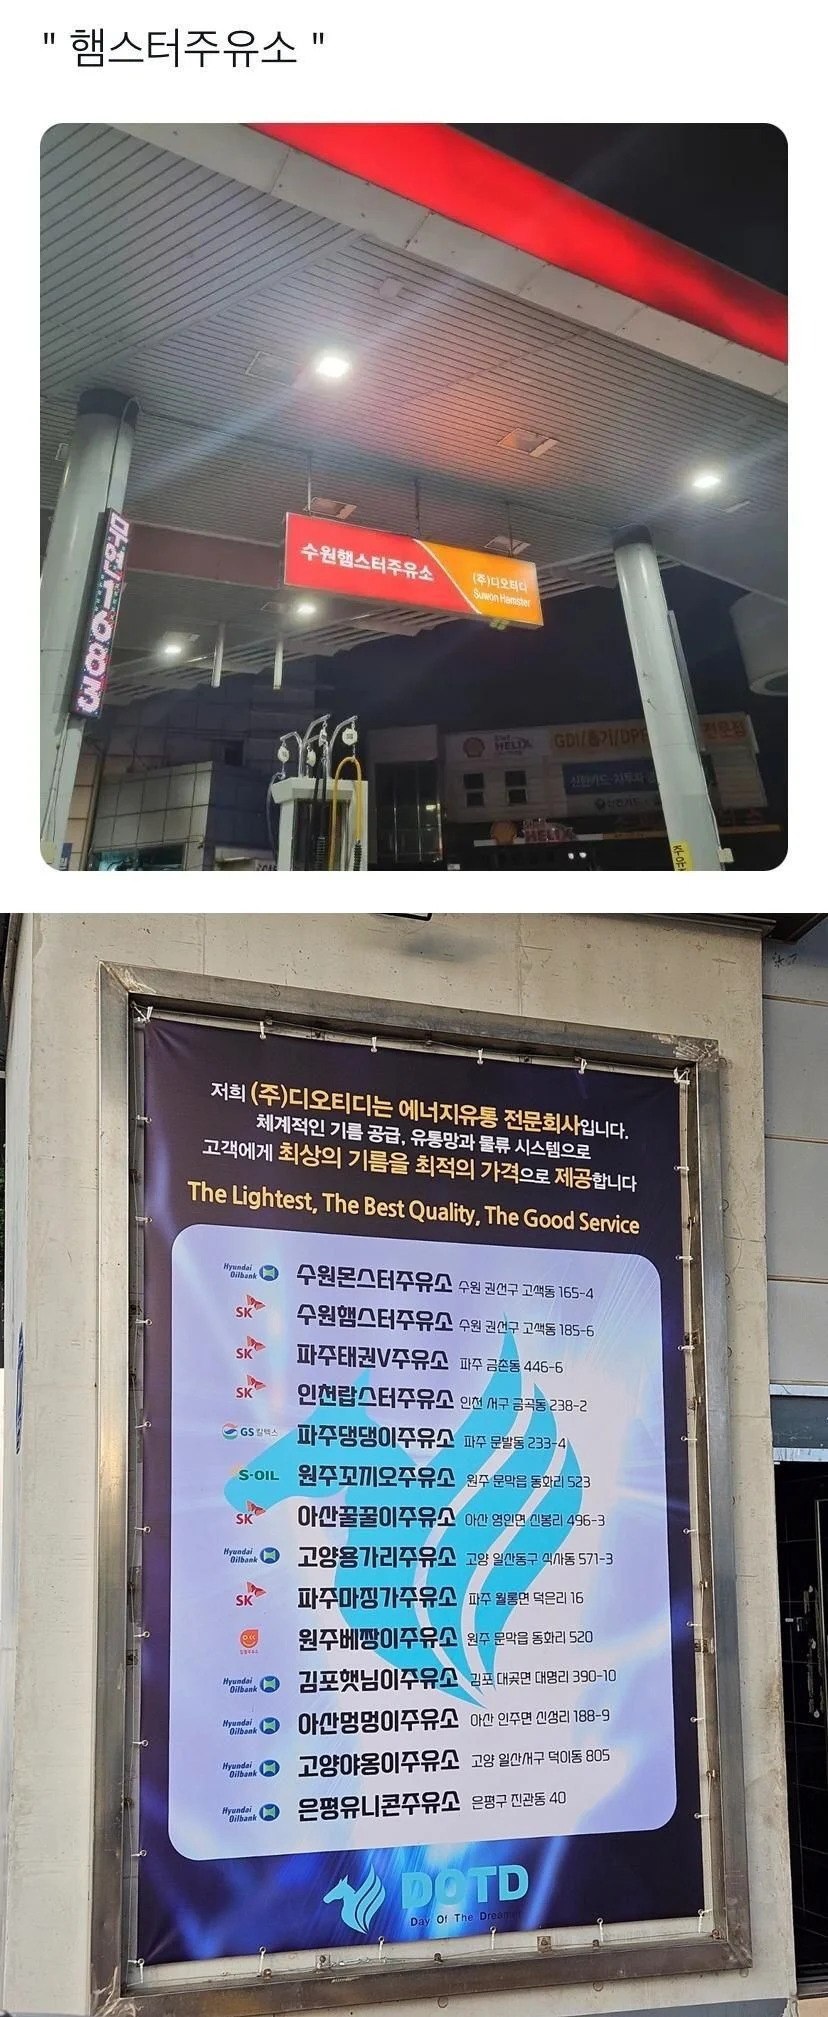 " 햄스터주유소 "
수원햄스터주유소
(주)디오티디
Suwon Hamster
무연1683
HELIX
GDI/흡기/DPF
전문점
HELIX
저희 (주)디오티디는 에너지유통 전문회사입니다.
체계적인 기름 공급, 유통망과 물류 시스템으로
고객에게 최상의 기름을 최적의 가격으로 제공합니다
The Lightest, The Best Quality, The Good Service
Hyundai Oilbank 수원몬스터주유소 수원 권선구 고색동 165-4
SK 수원햄스터주유소 수원 권선구 고색동 185-6
SK 파주태권V주유소 파주 금촌동 446-6
SK 인천랍스터주유소 인천 서구 금곡동 238-2
GS 칼텍스 파주댕댕이주유소 파주 문발동 233-4
S-OIL 원주꼬끼오주유소 원주 문막읍 동화리 523
SK 아산꿀꿀이주유소 아산 영인면 신봉리 496-3
Hyundai Oilbank 고양용가리주유소 고양 일산동구 식사동 571-3
SK 파주마징가주유소 파주 월롱면 덕은리 16
원주베짱이주유소 원주 문막읍 동화리 520
Hyundai Oilbank 김포햇님이주유소 김포 대곶면 대명리 390-10
Hyundai Oilbank 아산멍멍이주유소 아산 인주면 신성리 188-9
Hyundai Oilbank 고양야옹이주유소 고양 일산서구 덕이동 805
Hyundai Oilbank 은평유니콘주유소 은평구 진관동 40
DOTD
Day Of The Dreamer